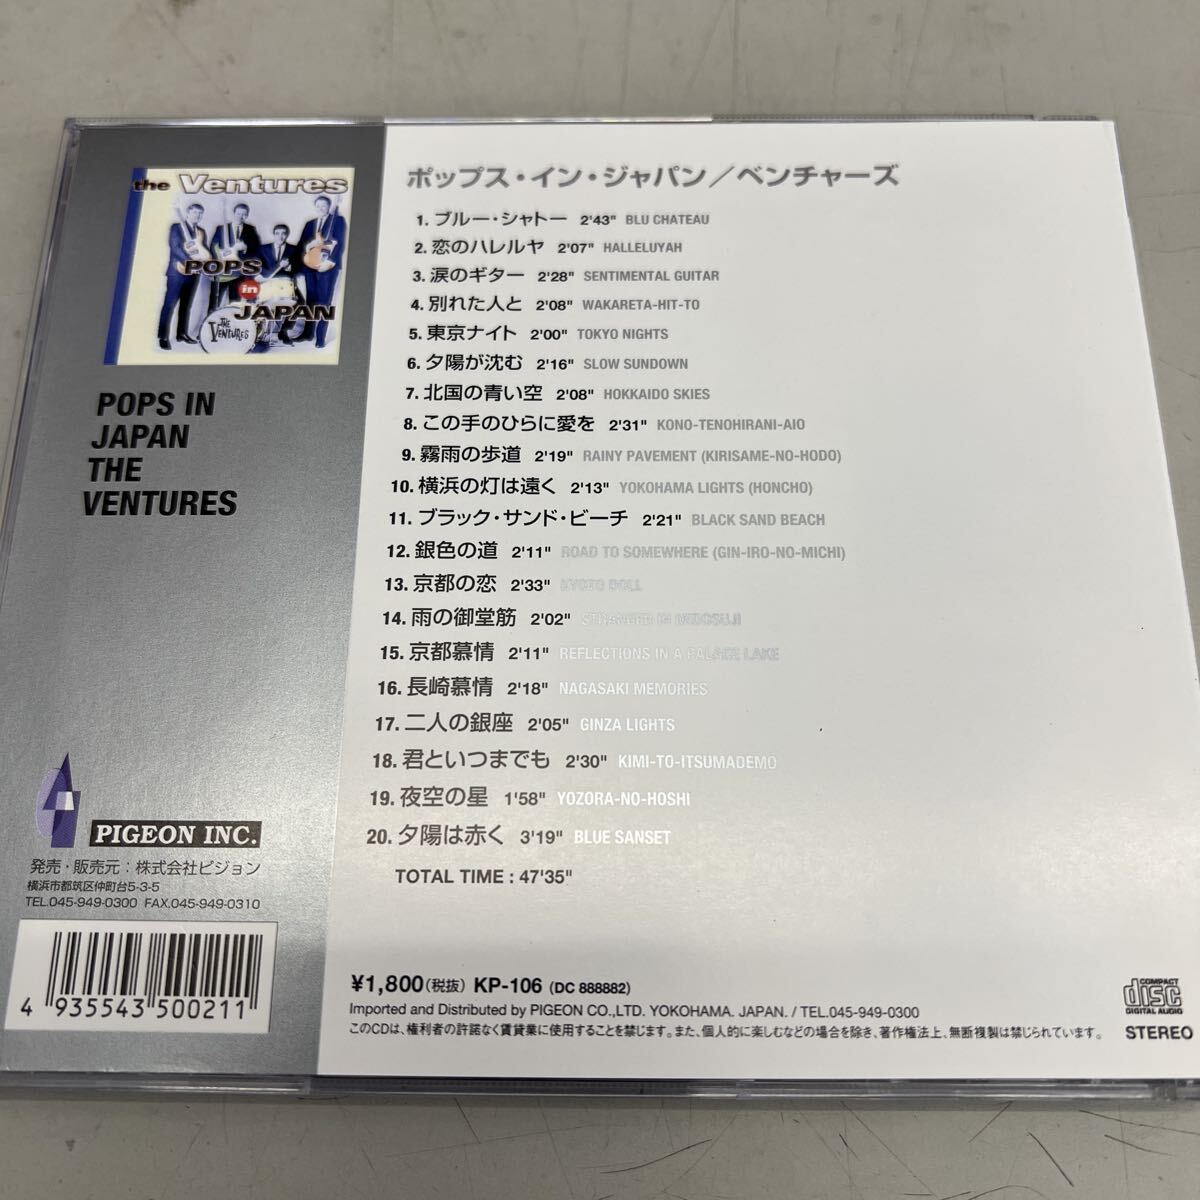 the Ventures
POPS
in
JAPAN
THE
VENTURES
POPS IN
JAPAN
THE
VENTURES
PIGEON INC.
発売・販売元：株式会社ピジョン
横浜市都筑区仲町台5-3-5
TEL.045-949-0300 FAX.045-949-0310
4 935543 500211
ポップス・イン・ジャパン／ベンチャーズ
1. ブルー・シャトー 2'43" BLU CHATEAU
2. 恋のハレルヤ 2'07" HALLELUYAH
3. 涙のギター 2'28" SENTIMENTAL GUITAR
4. 別れた人と 2'08" WAKARETA-HIT-TO
5. 東京ナイト 2'00" TOKYO NIGHTS
6. 夕陽が沈む 2'16" SLOW SUNDOWN
7. 北国の青い空 2'08" HOKKAIDO SKIES
8. この手のひらに愛を 2'31" KONO-TENOHIRANI-AIO
9. 霧雨の歩道 2'19" RAINY PAVEMENT (KIRISAME-NO-HODO)
10. 横浜の灯は遠く 2'13" YOKOHAMA LIGHTS (HONCHO)
11. ブラック・サンド・ビーチ 2'21" BLACK SAND BEACH
12. 銀色の道 2'11" ROAD TO SOMEWHERE (GIN-IRO-NO-MICHI)
13. 京都の恋 2'33" KYOTO DOLL
14. 雨の御堂筋 2'02" STRANGER IN MIDOSUJI
15. 京都慕情 2'11" REFLECTIONS IN A PALACE LAKE
16. 長崎慕情 2'18" NAGASAKI MEMORIES
17. 二人の銀座 2'05" GINZA LIGHTS
18. 君といつまでも 2'30" KIMI-TO-ITSUMADEMO
19. 夜空の星 1'58" YOZORA-NO-HOSHI
20. 夕陽は赤く 3'19" BLUE SANSET
TOTAL TIME : 47'35"
¥1,800(税抜) KP-106 (DC 888882)
Imported and Distributed by PIGEON CO.,LTD. YOKOHAMA. JAPAN. / TEL.045-949-0300
このCDは、権利者の許諾なく賃貸業に使用することを禁じます。また、個人的に楽しむなどの場合を除き、著作権法上、無断複製は禁じられています。
COMPACT
disc
DIGITAL AUDIO
STEREO